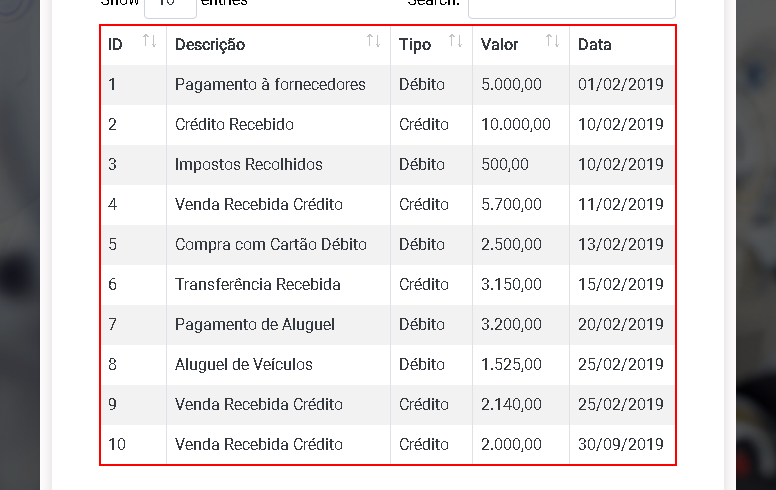 Show 10 entries Search:
ID Descrição Tipo Valor Data
1 Pagamento à fornecedores Débito 5.000,00 01/02/2019
2 Crédito Recebido Crédito 10.000,00 10/02/2019
3 Impostos Recolhidos Débito 500,00 10/02/2019
4 Venda Recebida Crédito Crédito 5.700,00 11/02/2019
5 Compra com Cartão Débito Débito 2.500,00 13/02/2019
6 Transferência Recebida Crédito 3.150,00 15/02/2019
7 Pagamento de Aluguel Débito 3.200,00 20/02/2019
8 Aluguel de Veículos Débito 1.525,00 25/02/2019
9 Venda Recebida Crédito Crédito 2.140,00 25/02/2019
10 Venda Recebida Crédito Crédito 2.000,00 30/09/2019